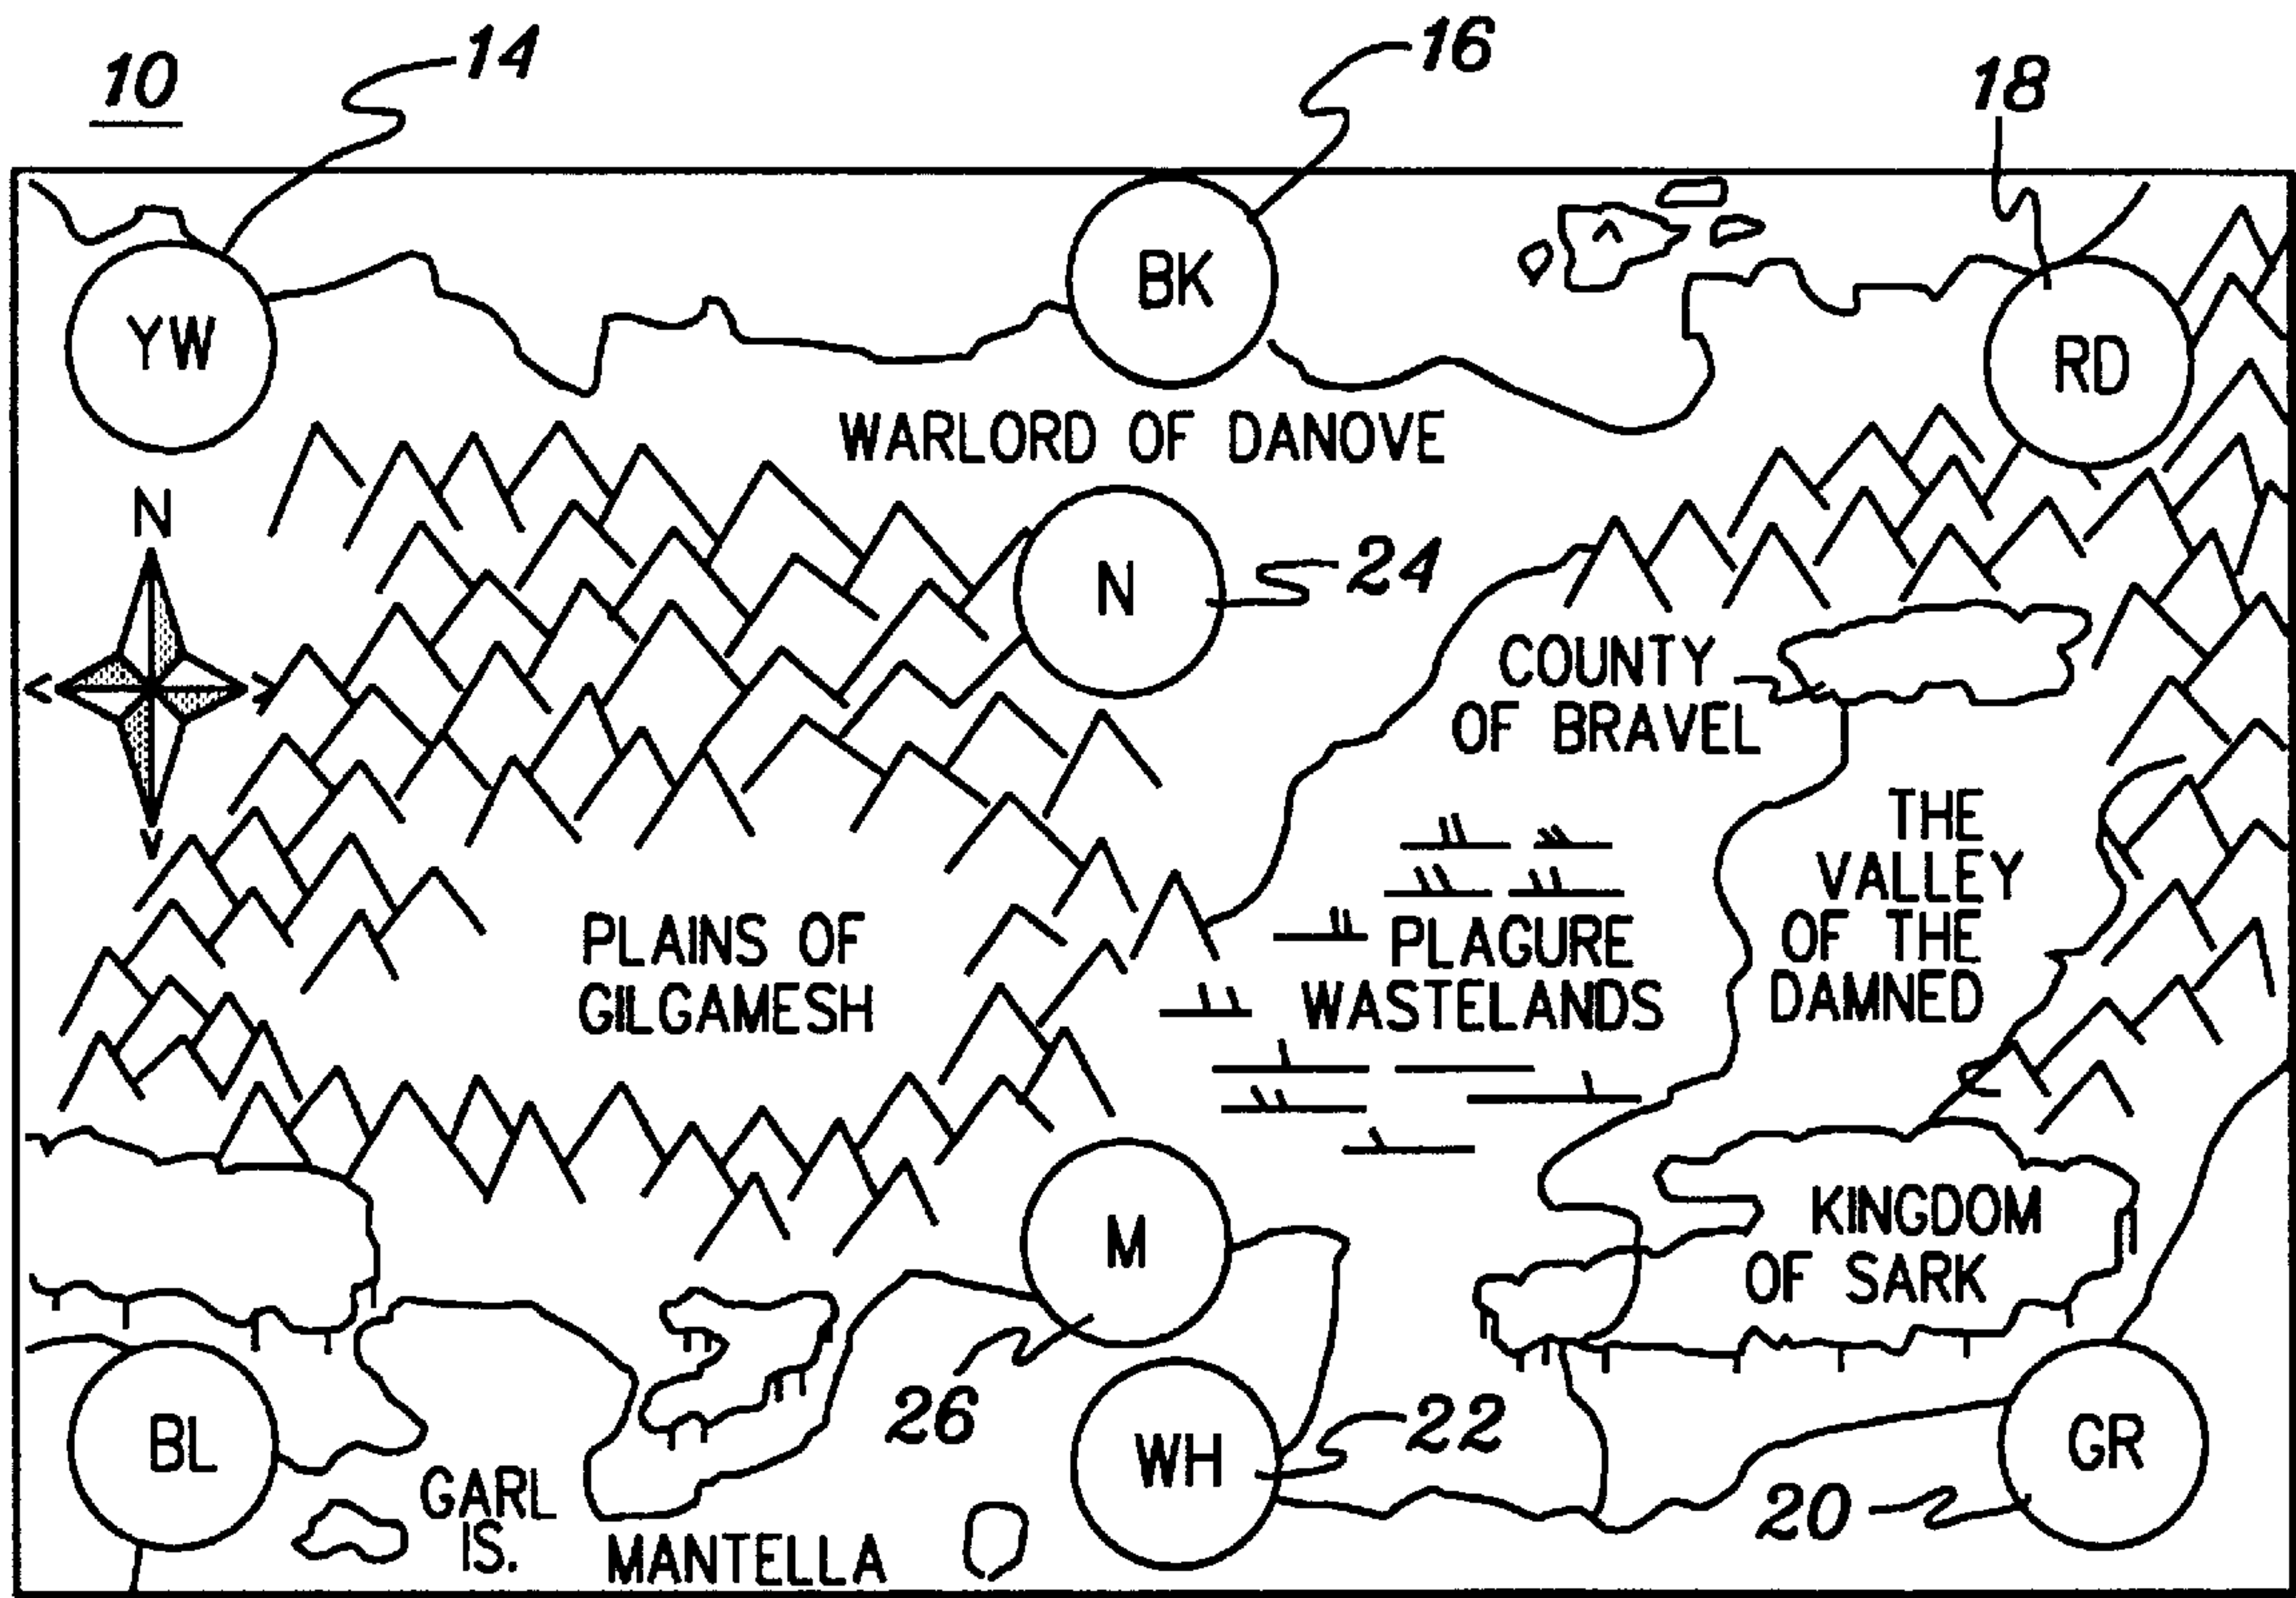 10
14
16
18
YW
BK
RD
WARLORD OF DANOVE
N
N
24
COUNTY
OF BRAVEL
THE
VALLEY
OF THE
DAMNED
PLAINS OF
GILGAMESH
PLAGURE
WASTELANDS
M
KINGDOM
OF SARK
26
22
BL
WH
GR
20
GARL
IS.
MANTELLA